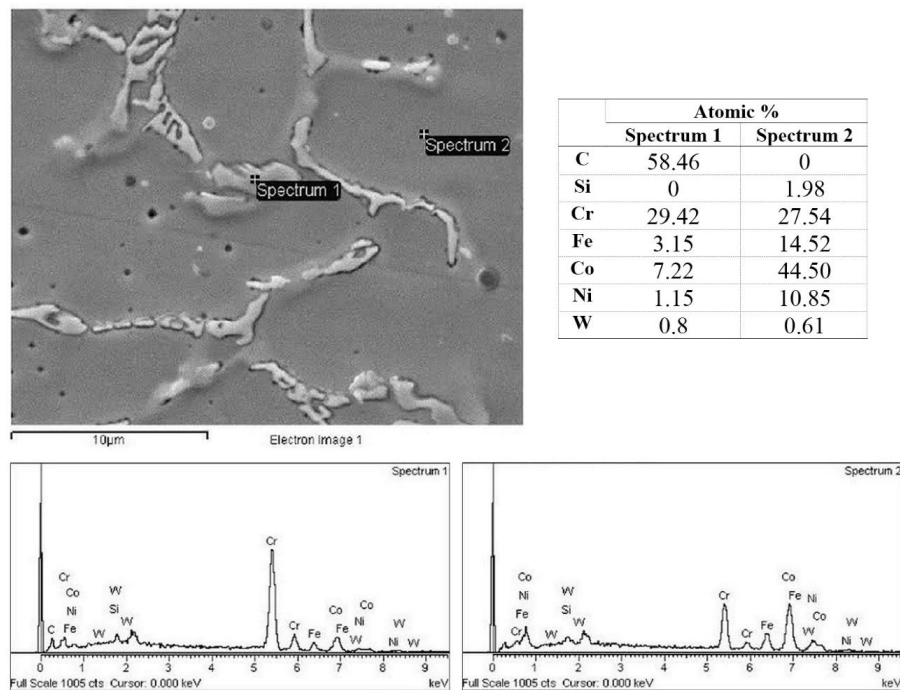 Spectrum 2
Spectrum 1
10μm
Electron Image 1
Atomic %
Spectrum 1 Spectrum 2
C 58.46 0
Si 0 1.98
Cr 29.42 27.54
Fe 3.15 14.52
Co 7.22 44.50
Ni 1.15 10.85
W 0.8 0.61
Spectrum 1
Cr
Cr
Co
Ni
Fe
C
W
W
Si
W
Cr
Fe
Co
Fe
Co
Ni
W
W
Ni
W
0 1 2 3 4 5 6 7 8 9
Full Scale 1005 cts Cursor: 0.000 keV
keV
Spectrum 2
Co
Ni
Fe
Cr
W
W
Si
W
Cr
Cr
Fe
Co
Fe
Ni
Co
W
W
Ni
W
0 1 2 3 4 5 6 7 8 9
Full Scale 1005 cts Cursor: 0.000 keV
keV